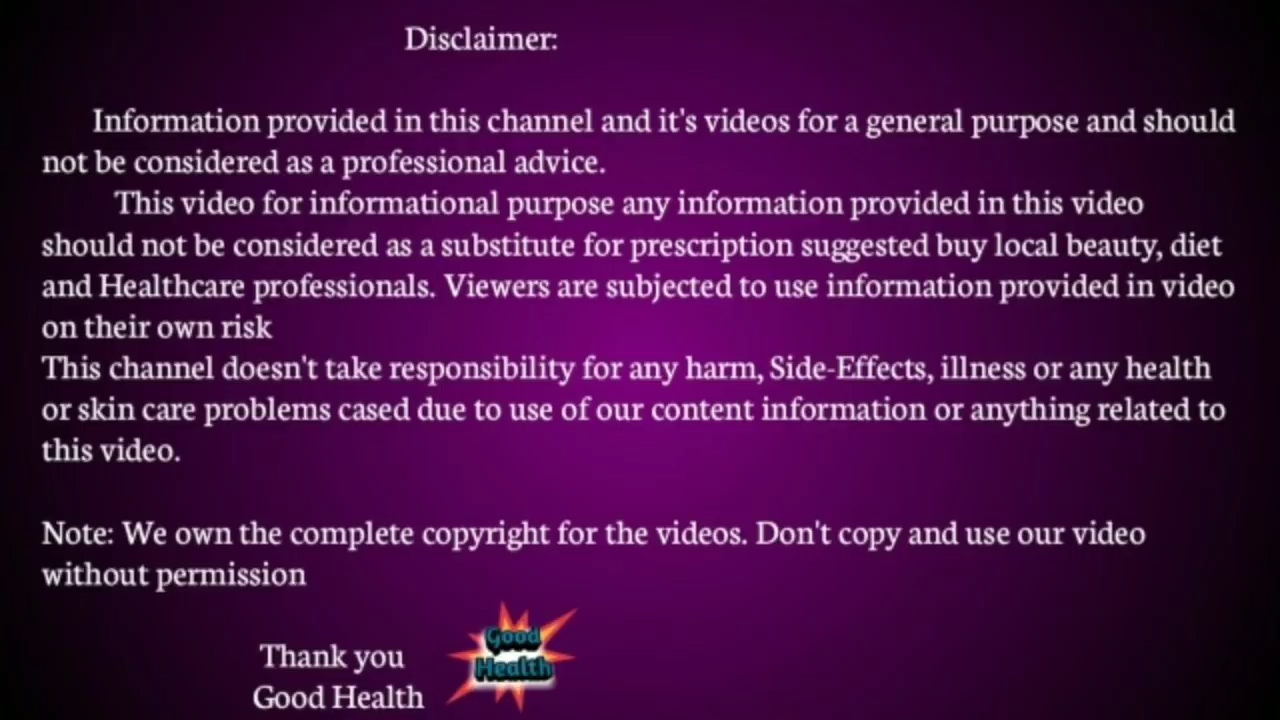 Disclaimer:
Information provided in this channel and it's videos for a general purpose and should
not be considered as a professional advice.
This video for informational purpose any information provided in this video
should not be considered as a substitute for prescription suggested buy local beauty, diet
and Healthcare professionals. Viewers are subjected to use information provided in video
on their own risk
This channel doesn't take responsibility for any harm, Side-Effects, illness or any health
or skin care problems cased due to use of our content information or anything related to
this video.
Note: We own the complete copyright for the videos. Don't copy and use our video
without permission
Thank you
Good Health
Good
Health